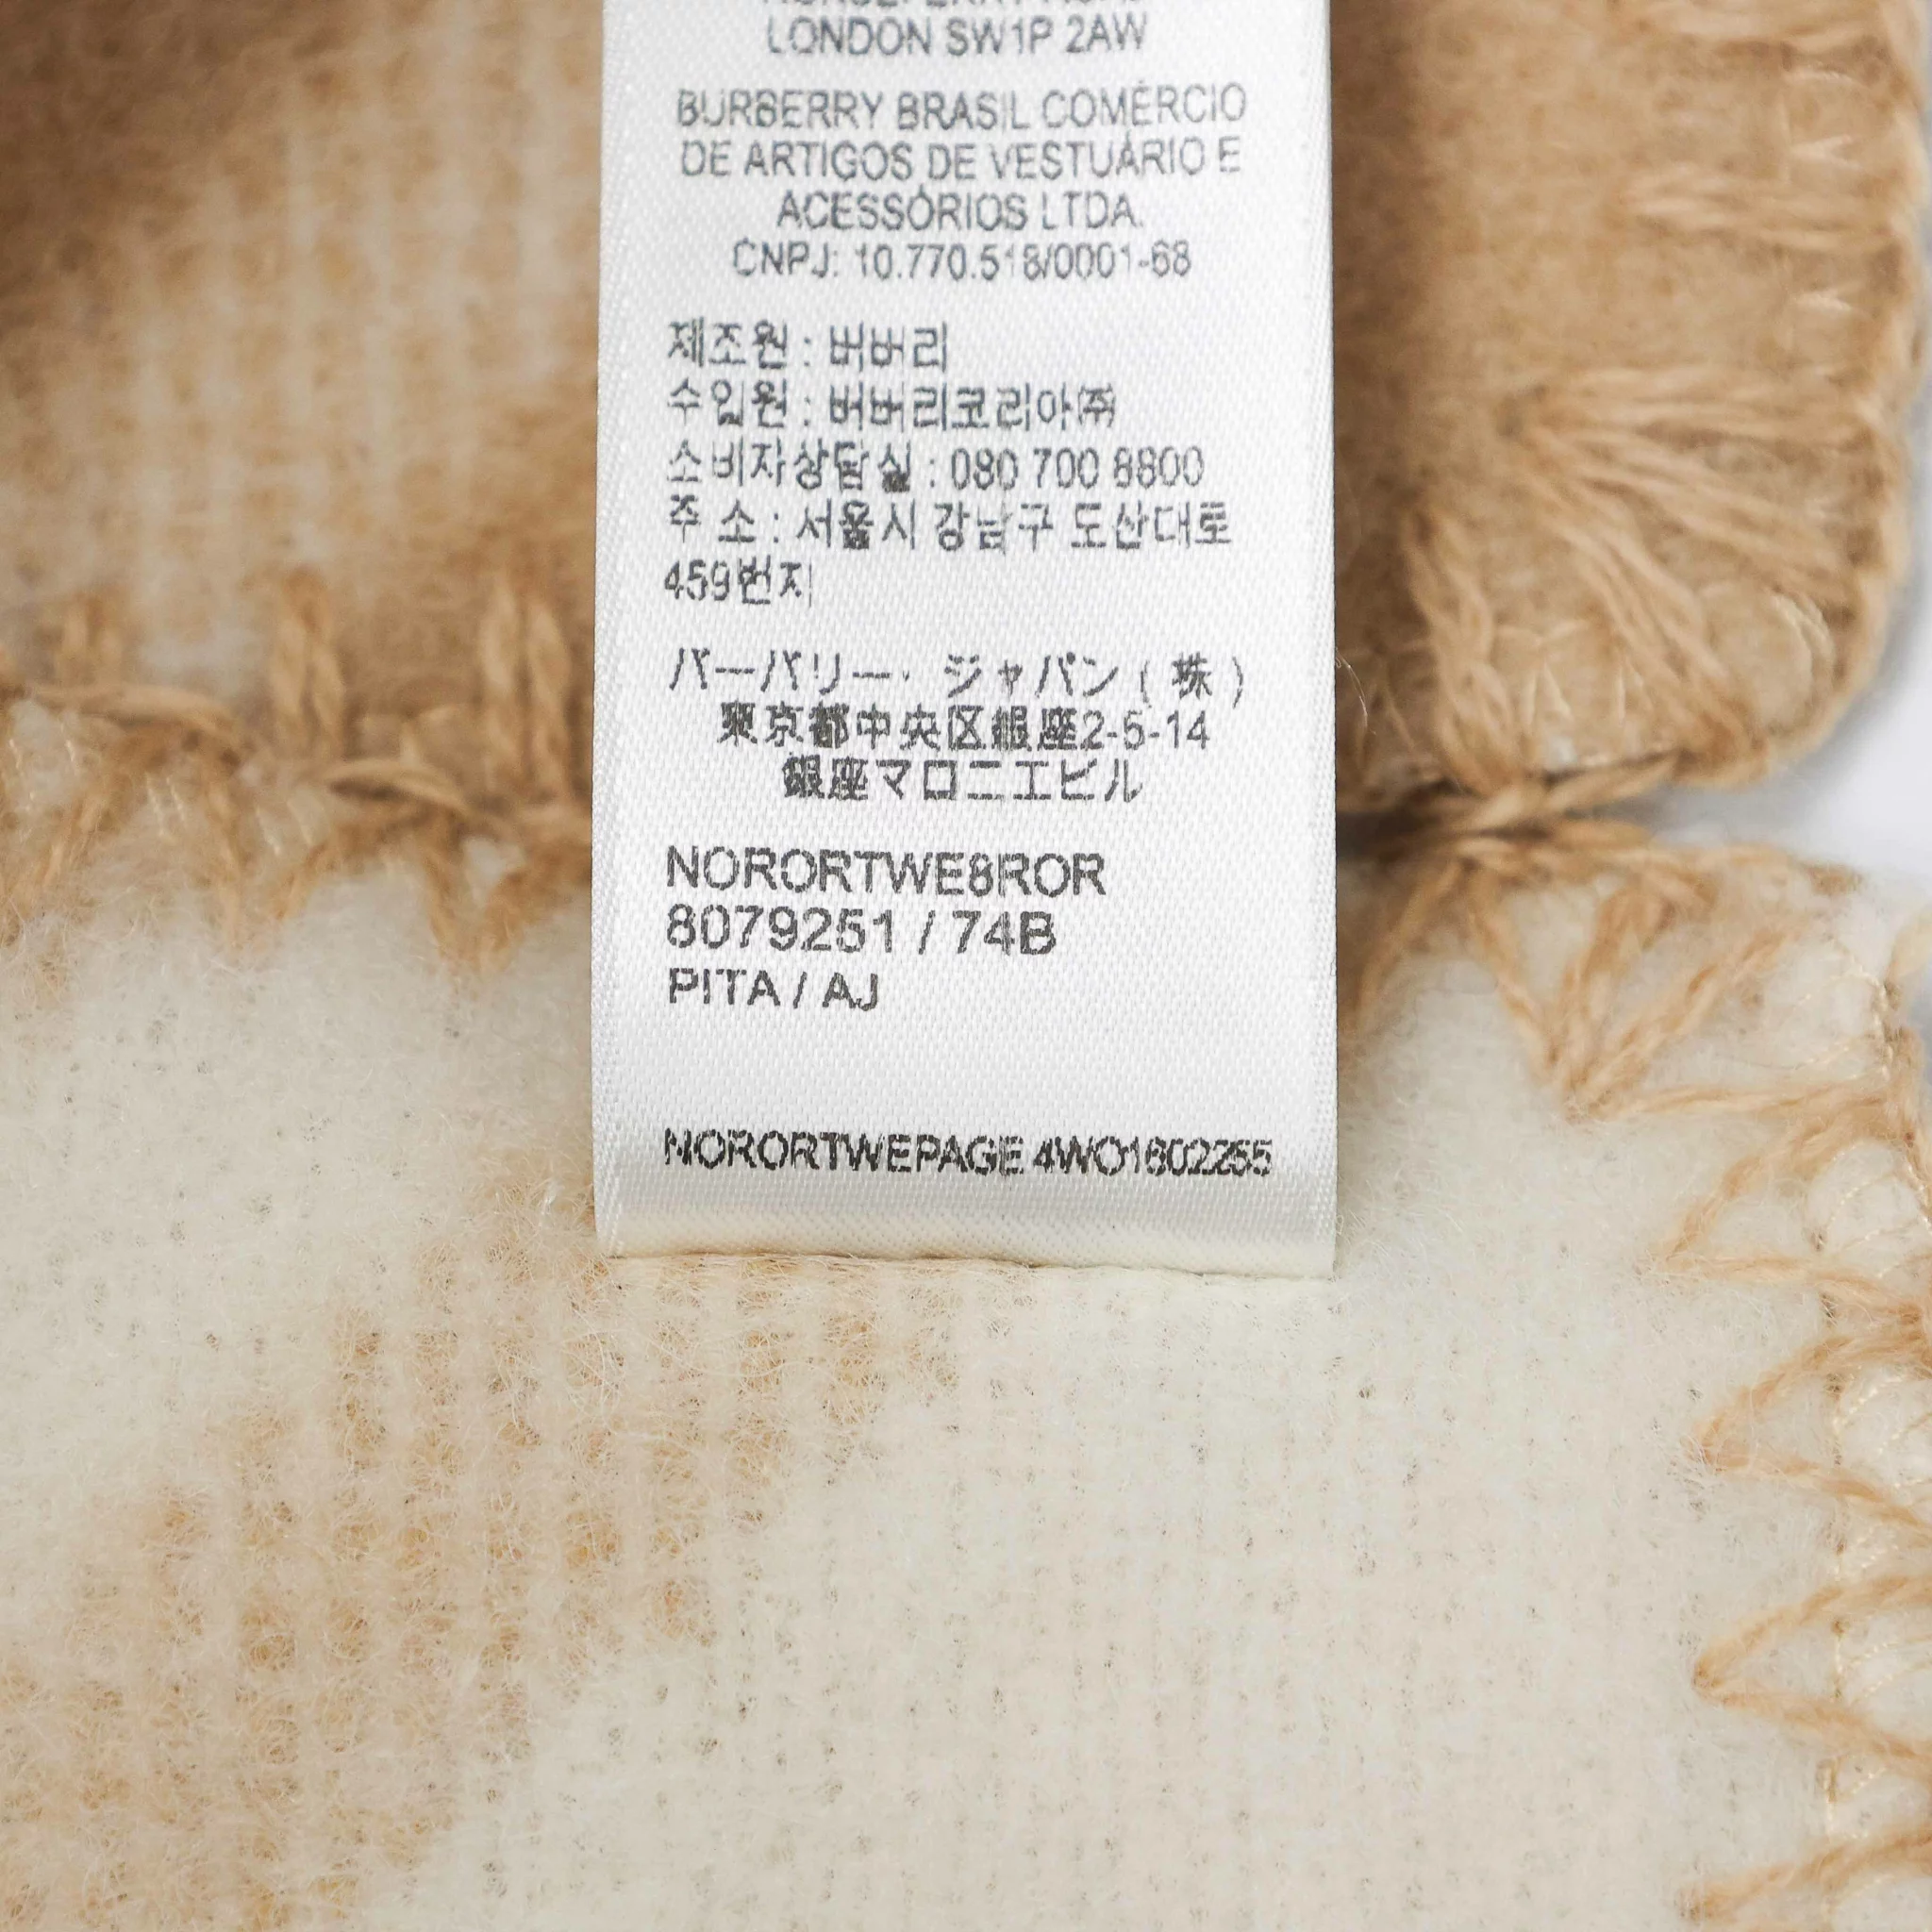 LONDON SW1P 2AW
BURBERRY BRASIL COMÉRCIO
DE ARTIGOS DE VESTUÁRIO E
ACESSÓRIOS LTDA.
CNPJ: 10.770.518/0001-68
제조원 : 버버리
수입원 : 버버리코리아㈜
소비자상담실 : 080 700 8800
주 소 : 서울시 강남구 도산대로
459번지
バーバリー・ジャパン ( 株 )
東京都中央区銀座2-5-14
銀座マロニエビル
NORORTWE8ROR
8079251 / 74B
PITA / AJ
NORORTWEPAGE 4WO1602255